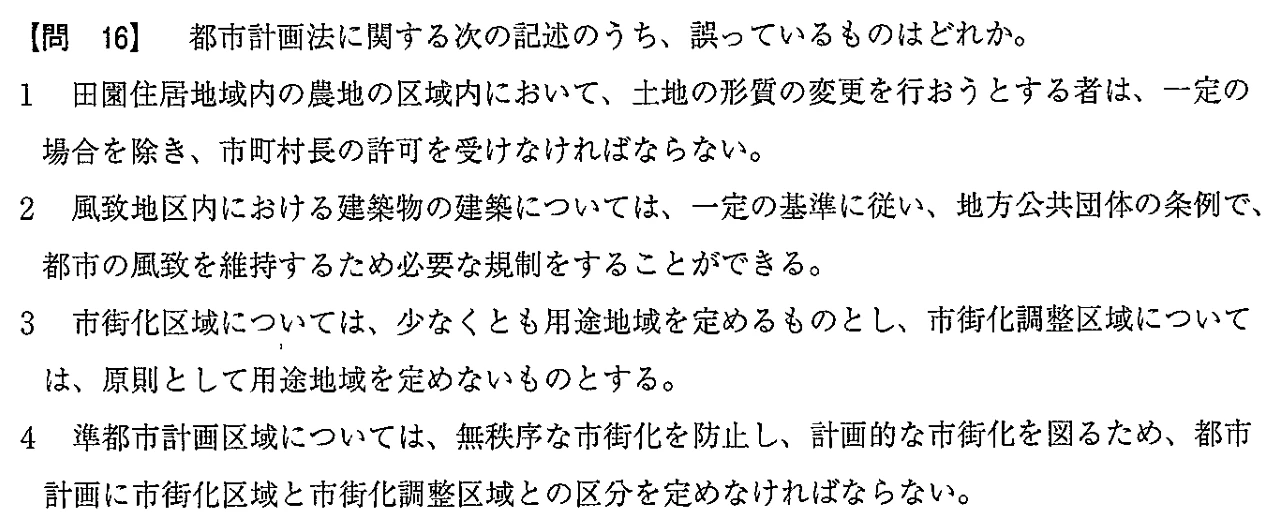 【問　16】　都市計画法に関する次の記述のうち、誤っているものはどれか。
1　田園住居地域内の農地の区域内において、土地の形質の変更を行おうとする者は、一定の
場合を除き、市町村長の許可を受けなければならない。
2　風致地区内における建築物の建築については、一定の基準に従い、地方公共団体の条例で、
都市の風致を維持するため必要な規制をすることができる。
3　市街化区域については、少なくとも用途地域を定めるものとし、市街化調整区域について
は、原則として用途地域を定めないものとする。
4　準都市計画区域については、無秩序な市街化を防止し、計画的な市街化を図るため、都市
計画に市街化区域と市街化調整区域との区分を定めなければならない。